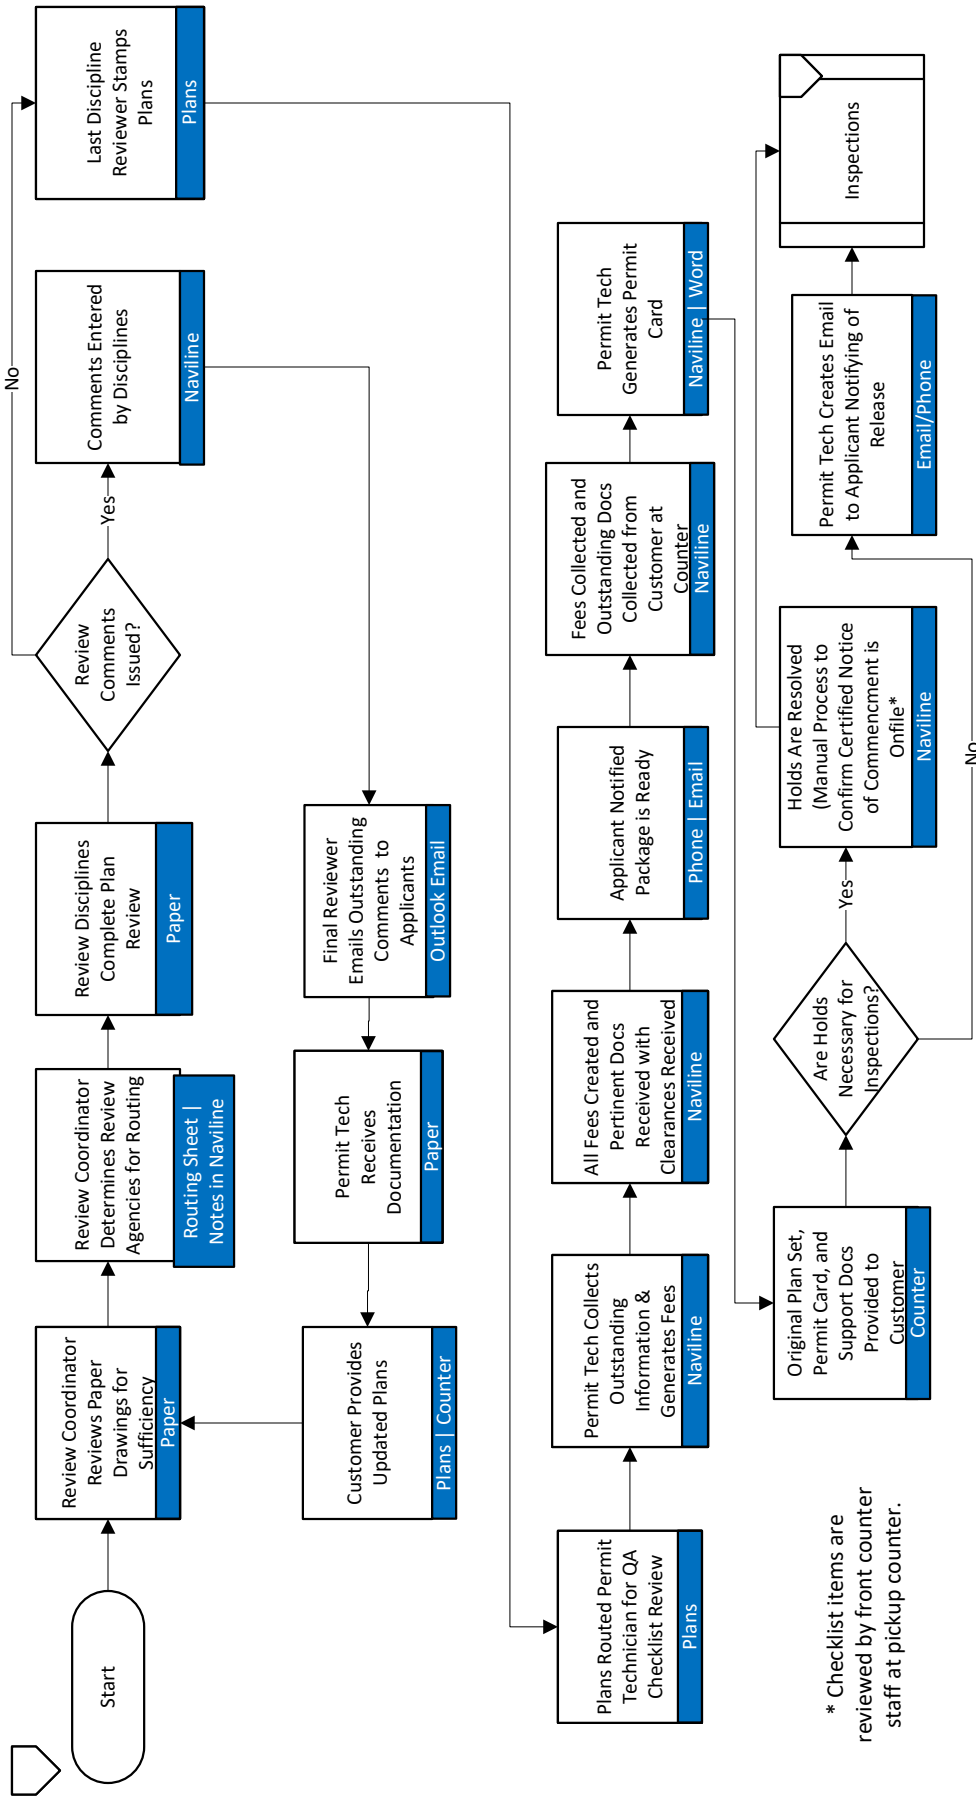 Start
Review Coordinator
Reviews Paper
Drawings for
Sufficiency
Paper
Review Coordinator
Determines Review
Agencies for Routing
Routing Sheet |
Notes in Naviline
Review Disciplines
Complete Plan
Review
Paper
Review
Comments
Issued?
Yes
No
Comments Entered
by Disciplines
Naviline
Last Discipline
Reviewer Stamps
Plans
Plans
Customer Provides
Updated Plans
Plans | Counter
Permit Tech
Receives
Documentation
Paper
Final Reviewer
Emails Outstanding
Comments to
Applicants
Outlook Email
Plans Routed Permit
Technician for QA
Checklist Review
Plans
Permit Tech Collects
Outstanding
Information &
Generates Fees
Naviline
All Fees Created and
Pertinent Docs
Received with
Clearances Received
Naviline
Applicant Notified
Package is Ready
Phone | Email
Fees Collected and
Outstanding Docs
Collected from
Customer at
Counter
Naviline
Permit Tech
Generates Permit
Card
Naviline | Word
Original Plan Set,
Permit Card, and
Support Docs
Provided to
Customer
Counter
Are Holds
Necessary for
Inspections?
Yes
No
Holds Are Resolved
(Manual Process to
Confirm Certified Notice
of Commencment is
Onfile*
Naviline
Permit Tech Creates Email
to Applicant Notifying of
Release
Email/Phone
Inspections
* Checklist items are
reviewed by front counter
staff at pickup counter.